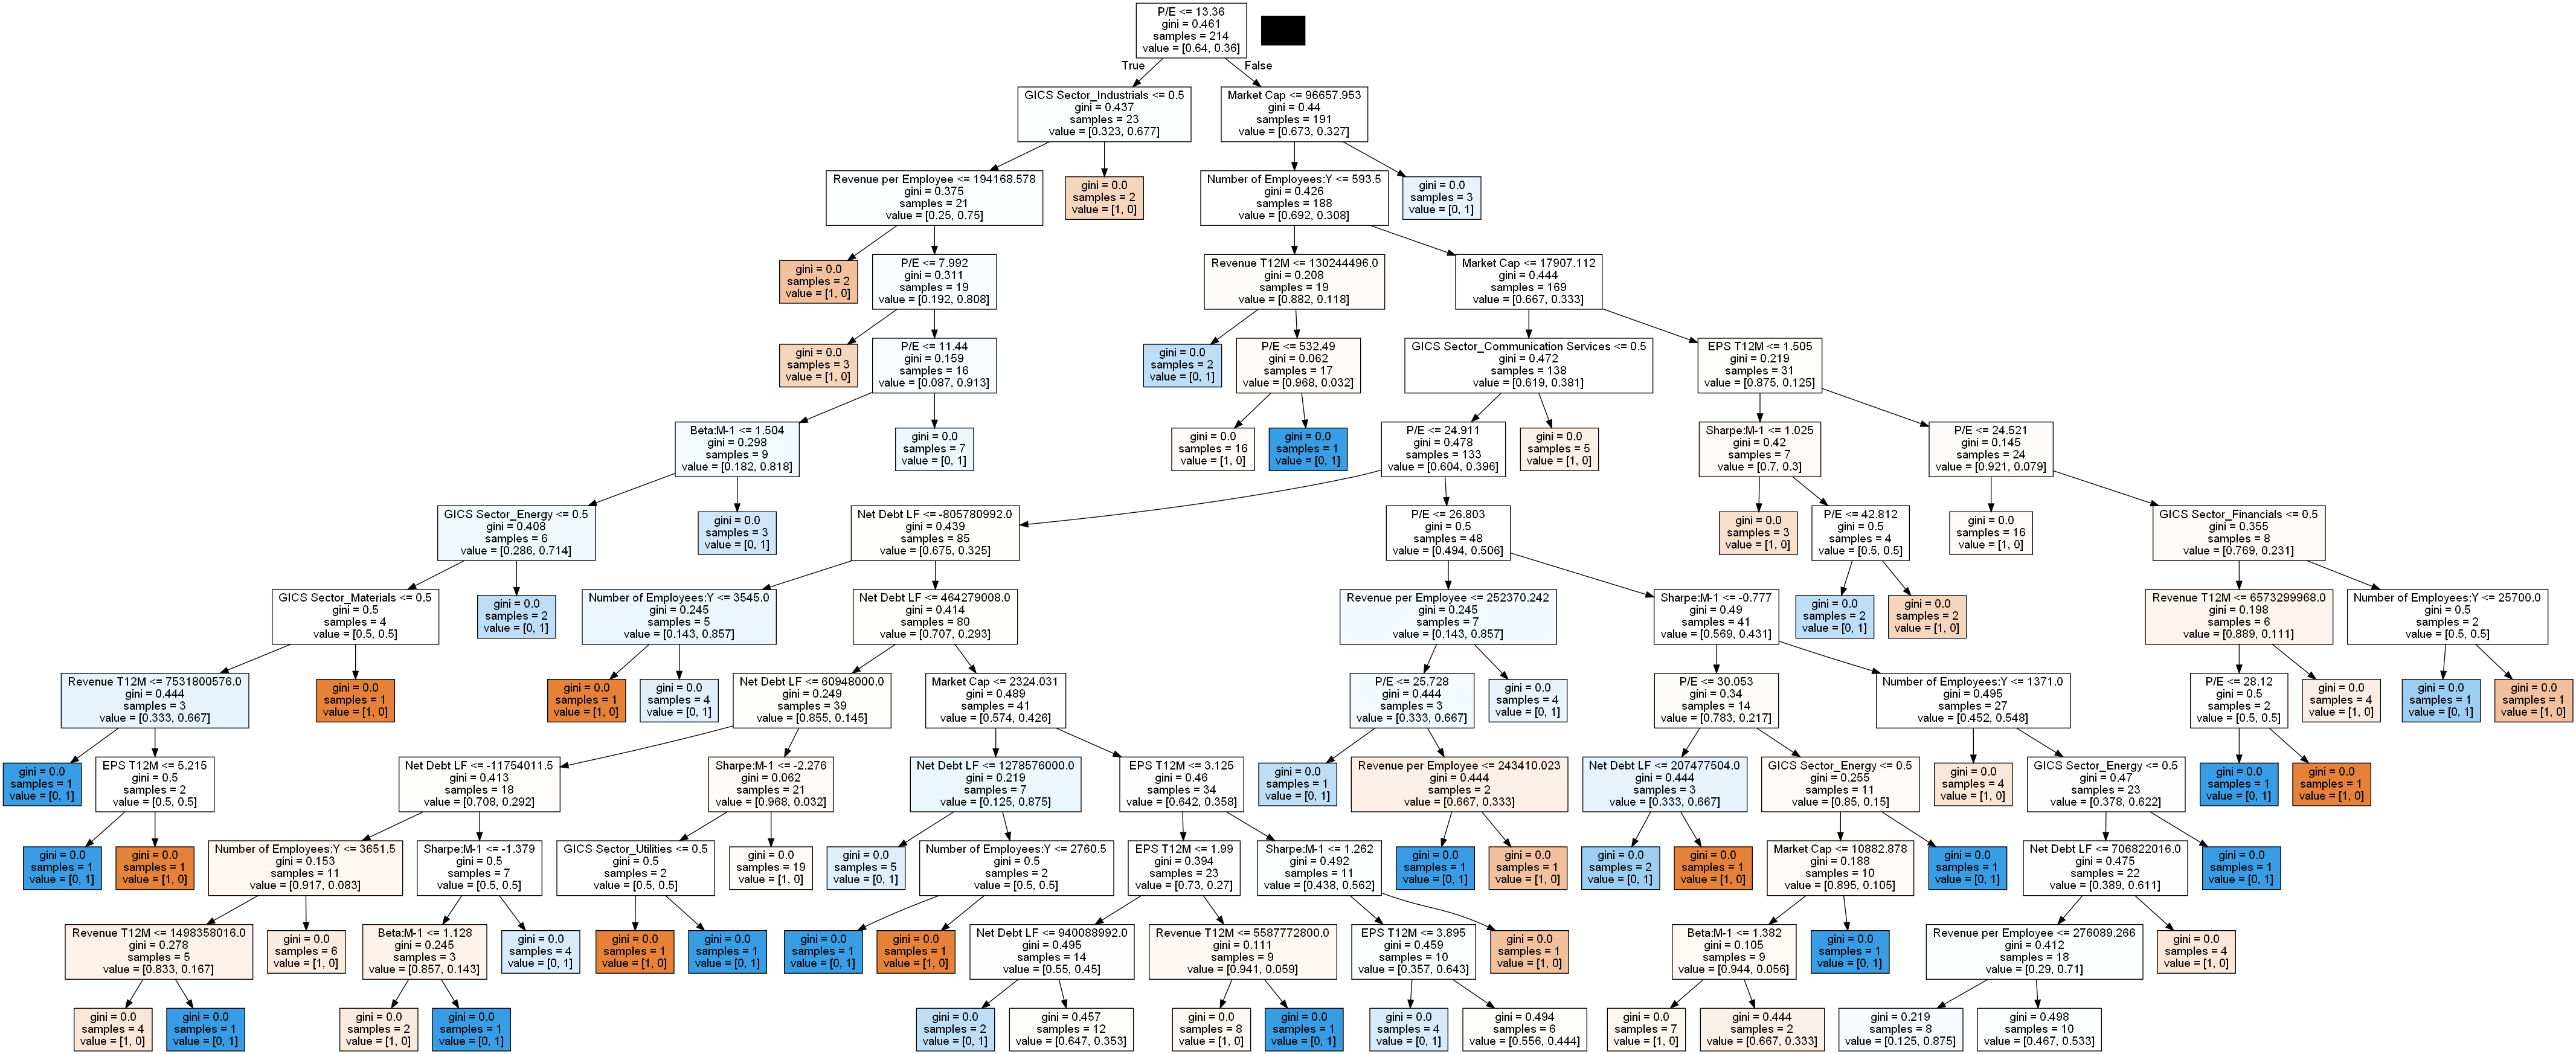 P/E <= 13.36
gini = 0.461
samples = 214
value = [0.64, 0.36]
True
False
GICS Sector_Industrials <= 0.5
gini = 0.437
samples = 23
value = [0.323, 0.677]
Market Cap <= 96657.953
gini = 0.44
samples = 191
value = [0.673, 0.327]
Revenue per Employee <= 194168.578
gini = 0.375
samples = 21
value = [0.25, 0.75]
gini = 0.0
samples = 2
value = [1, 0]
Number of Employees:Y <= 593.5
gini = 0.426
samples = 188
value = [0.692, 0.308]
gini = 0.0
samples = 3
value = [0, 1]
gini = 0.0
samples = 2
value = [1, 0]
P/E <= 7.992
gini = 0.311
samples = 19
value = [0.192, 0.808]
Revenue T12M <= 130244496.0
gini = 0.208
samples = 19
value = [0.882, 0.118]
Market Cap <= 17907.112
gini = 0.444
samples = 169
value = [0.667, 0.333]
gini = 0.0
samples = 3
value = [1, 0]
P/E <= 11.44
gini = 0.159
samples = 16
value = [0.087, 0.913]
gini = 0.0
samples = 2
value = [0, 1]
P/E <= 532.49
gini = 0.062
samples = 17
value = [0.968, 0.032]
GICS Sector_Communication Services <= 0.5
gini = 0.472
samples = 138
value = [0.619, 0.381]
EPS T12M <= 1.505
gini = 0.219
samples = 31
value = [0.875, 0.125]
Beta:M-1 <= 1.504
gini = 0.298
samples = 9
value = [0.182, 0.818]
gini = 0.0
samples = 7
value = [0, 1]
gini = 0.0
samples = 16
value = [1, 0]
gini = 0.0
samples = 1
value = [0, 1]
P/E <= 24.911
gini = 0.478
samples = 133
value = [0.604, 0.396]
gini = 0.0
samples = 5
value = [1, 0]
Sharpe:M-1 <= 1.025
gini = 0.42
samples = 7
value = [0.7, 0.3]
P/E <= 24.521
gini = 0.145
samples = 24
value = [0.921, 0.079]
GICS Sector_Energy <= 0.5
gini = 0.408
samples = 6
value = [0.286, 0.714]
gini = 0.0
samples = 3
value = [0, 1]
Net Debt LF <= -805780992.0
gini = 0.439
samples = 85
value = [0.675, 0.325]
P/E <= 26.803
gini = 0.5
samples = 48
value = [0.494, 0.506]
gini = 0.0
samples = 3
value = [1, 0]
P/E <= 42.812
gini = 0.5
samples = 4
value = [0.5, 0.5]
gini = 0.0
samples = 16
value = [1, 0]
GICS Sector_Financials <= 0.5
gini = 0.355
samples = 8
value = [0.769, 0.231]
GICS Sector_Materials <= 0.5
gini = 0.5
samples = 4
value = [0.5, 0.5]
gini = 0.0
samples = 2
value = [0, 1]
Number of Employees:Y <= 3545.0
gini = 0.245
samples = 5
value = [0.143, 0.857]
Net Debt LF <= 464279008.0
gini = 0.414
samples = 80
value = [0.707, 0.293]
Revenue per Employee <= 252370.242
gini = 0.245
samples = 7
value = [0.143, 0.857]
Sharpe:M-1 <= -0.777
gini = 0.49
samples = 41
value = [0.569, 0.431]
gini = 0.0
samples = 2
value = [0, 1]
gini = 0.0
samples = 2
value = [1, 0]
Revenue T12M <= 6573299968.0
gini = 0.198
samples = 6
value = [0.889, 0.111]
Number of Employees:Y <= 25700.0
gini = 0.5
samples = 2
value = [0.5, 0.5]
Revenue T12M <= 7531800576.0
gini = 0.444
samples = 3
value = [0.333, 0.667]
gini = 0.0
samples = 1
value = [1, 0]
gini = 0.0
samples = 1
value = [1, 0]
gini = 0.0
samples = 4
value = [0, 1]
Net Debt LF <= 60948000.0
gini = 0.249
samples = 39
value = [0.855, 0.145]
Market Cap <= 2324.031
gini = 0.489
samples = 41
value = [0.574, 0.426]
P/E <= 25.728
gini = 0.444
samples = 3
value = [0.333, 0.667]
gini = 0.0
samples = 4
value = [0, 1]
P/E <= 30.053
gini = 0.34
samples = 14
value = [0.783, 0.217]
Number of Employees:Y <= 1371.0
gini = 0.495
samples = 27
value = [0.452, 0.548]
P/E <= 28.12
gini = 0.5
samples = 2
value = [0.5, 0.5]
gini = 0.0
samples = 4
value = [1, 0]
gini = 0.0
samples = 1
value = [0, 1]
gini = 0.0
samples = 1
value = [1, 0]
gini = 0.0
samples = 1
value = [0, 1]
EPS T12M <= 5.215
gini = 0.5
samples = 2
value = [0.5, 0.5]
Net Debt LF <= -11754011.5
gini = 0.413
samples = 18
value = [0.708, 0.292]
Sharpe:M-1 <= -2.276
gini = 0.062
samples = 21
value = [0.968, 0.032]
Net Debt LF <= 1278576000.0
gini = 0.219
samples = 7
value = [0.125, 0.875]
EPS T12M <= 3.125
gini = 0.46
samples = 34
value = [0.642, 0.358]
gini = 0.0
samples = 1
value = [0, 1]
Revenue per Employee <= 243410.023
gini = 0.444
samples = 2
value = [0.667, 0.333]
Net Debt LF <= 207477504.0
gini = 0.444
samples = 3
value = [0.333, 0.667]
GICS Sector_Energy <= 0.5
gini = 0.255
samples = 11
value = [0.85, 0.15]
gini = 0.0
samples = 4
value = [1, 0]
GICS Sector_Energy <= 0.5
gini = 0.47
samples = 23
value = [0.378, 0.622]
gini = 0.0
samples = 1
value = [0, 1]
gini = 0.0
samples = 1
value = [1, 0]
gini = 0.0
samples = 1
value = [0, 1]
gini = 0.0
samples = 1
value = [1, 0]
Number of Employees:Y <= 3651.5
gini = 0.153
samples = 11
value = [0.917, 0.083]
Sharpe:M-1 <= -1.379
gini = 0.5
samples = 7
value = [0.5, 0.5]
GICS Sector_Utilities <= 0.5
gini = 0.5
samples = 2
value = [0.5, 0.5]
gini = 0.0
samples = 19
value = [1, 0]
gini = 0.0
samples = 5
value = [0, 1]
Number of Employees:Y <= 2760.5
gini = 0.5
samples = 2
value = [0.5, 0.5]
EPS T12M <= 1.99
gini = 0.394
samples = 23
value = [0.73, 0.27]
Sharpe:M-1 <= 1.262
gini = 0.492
samples = 11
value = [0.438, 0.562]
gini = 0.0
samples = 1
value = [0, 1]
gini = 0.0
samples = 1
value = [1, 0]
gini = 0.0
samples = 2
value = [0, 1]
gini = 0.0
samples = 1
value = [1, 0]
Market Cap <= 10882.878
gini = 0.188
samples = 10
value = [0.895, 0.105]
gini = 0.0
samples = 1
value = [0, 1]
Net Debt LF <= 706822016.0
gini = 0.475
samples = 22
value = [0.389, 0.611]
gini = 0.0
samples = 1
value = [0, 1]
Revenue T12M <= 1498358016.0
gini = 0.278
samples = 5
value = [0.833, 0.167]
gini = 0.0
samples = 6
value = [1, 0]
Beta:M-1 <= 1.128
gini = 0.245
samples = 3
value = [0.857, 0.143]
gini = 0.0
samples = 4
value = [0, 1]
gini = 0.0
samples = 1
value = [1, 0]
gini = 0.0
samples = 1
value = [0, 1]
gini = 0.0
samples = 1
value = [0, 1]
gini = 0.0
samples = 1
value = [1, 0]
Net Debt LF <= 940088992.0
gini = 0.495
samples = 14
value = [0.55, 0.45]
Revenue T12M <= 5587772800.0
gini = 0.111
samples = 9
value = [0.941, 0.059]
EPS T12M <= 3.895
gini = 0.459
samples = 10
value = [0.357, 0.643]
gini = 0.0
samples = 1
value = [1, 0]
Beta:M-1 <= 1.382
gini = 0.105
samples = 9
value = [0.944, 0.056]
gini = 0.0
samples = 1
value = [0, 1]
Revenue per Employee <= 276089.266
gini = 0.412
samples = 18
value = [0.29, 0.71]
gini = 0.0
samples = 4
value = [1, 0]
gini = 0.0
samples = 4
value = [1, 0]
gini = 0.0
samples = 1
value = [0, 1]
gini = 0.0
samples = 2
value = [1, 0]
gini = 0.0
samples = 1
value = [0, 1]
gini = 0.0
samples = 2
value = [0, 1]
gini = 0.457
samples = 12
value = [0.647, 0.353]
gini = 0.0
samples = 8
value = [1, 0]
gini = 0.0
samples = 1
value = [0, 1]
gini = 0.0
samples = 4
value = [0, 1]
gini = 0.494
samples = 6
value = [0.556, 0.444]
gini = 0.0
samples = 7
value = [1, 0]
gini = 0.444
samples = 2
value = [0.667, 0.333]
gini = 0.219
samples = 8
value = [0.125, 0.875]
gini = 0.498
samples = 10
value = [0.467, 0.533]